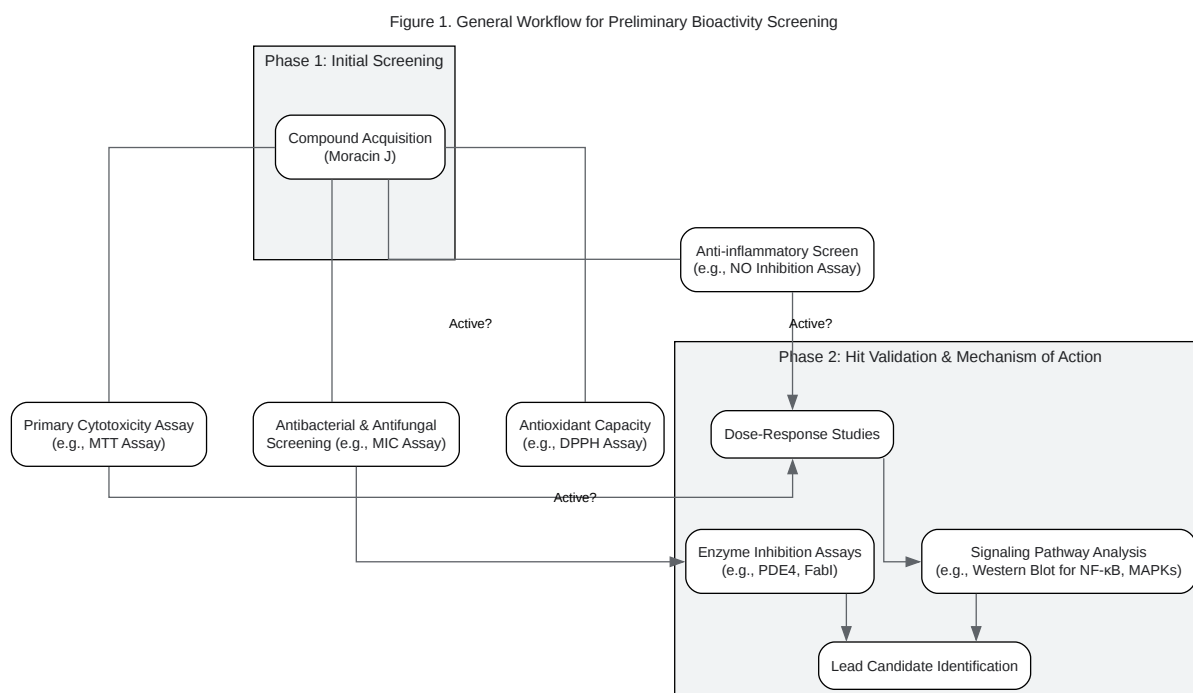 Figure 1. General Workflow for Preliminary Bioactivity Screening
Phase 1: Initial Screening
Compound Acquisition
(Moracin J)
Anti-inflammatory Screen
(e.g., NO Inhibition Assay)
Active?
Active?
Phase 2: Hit Validation & Mechanism of Action
Primary Cytotoxicity Assay
(e.g., MTT Assay)
Antibacterial & Antifungal
Screening (e.g., MIC Assay)
Antioxidant Capacity
(e.g., DPPH Assay)
Dose-Response Studies
Active?
Enzyme Inhibition Assays
(e.g., PDE4, FabI)
Signaling Pathway Analysis
(e.g., Western Blot for NF-κB, MAPKs)
Lead Candidate Identification